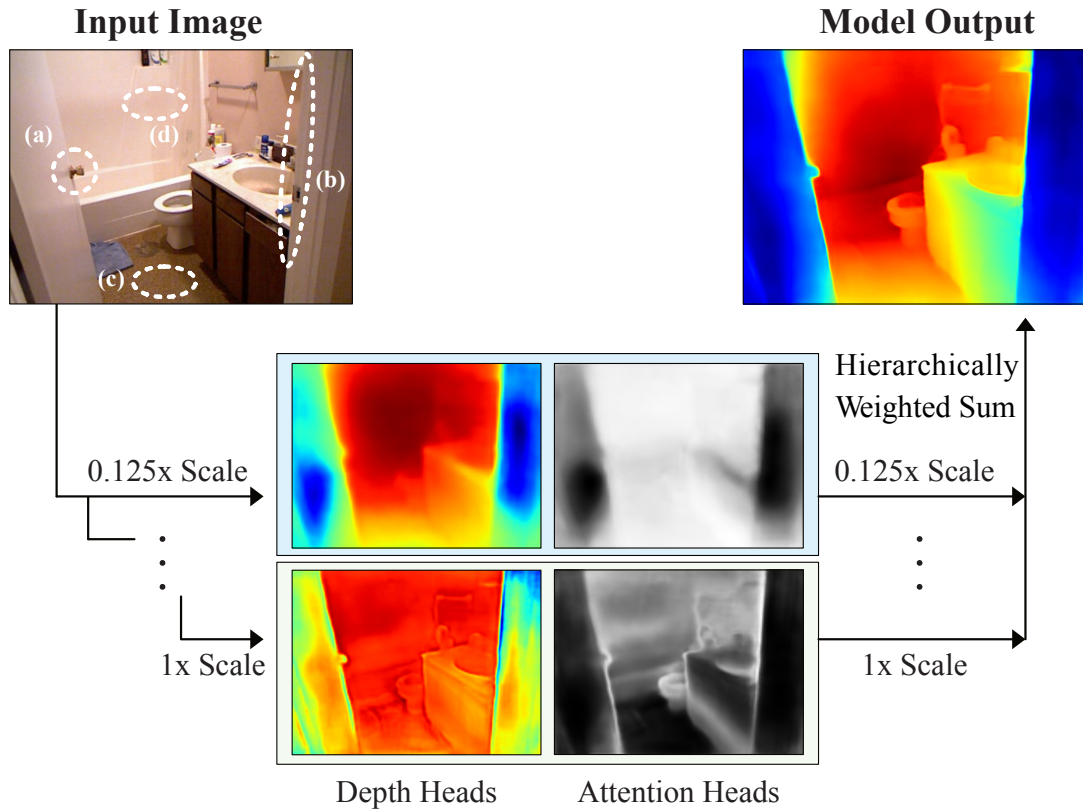 Input Image
Model Output
(a)
(d)
(b)
(c)
Hierarchically
Weighted Sum
0.125x Scale
0.125x Scale
1x Scale
1x Scale
Depth Heads
Attention Heads